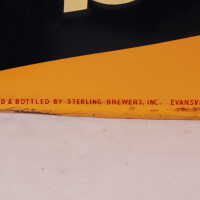 D & BOTTLED BY STERLING BREWERS, INC. EVANSV